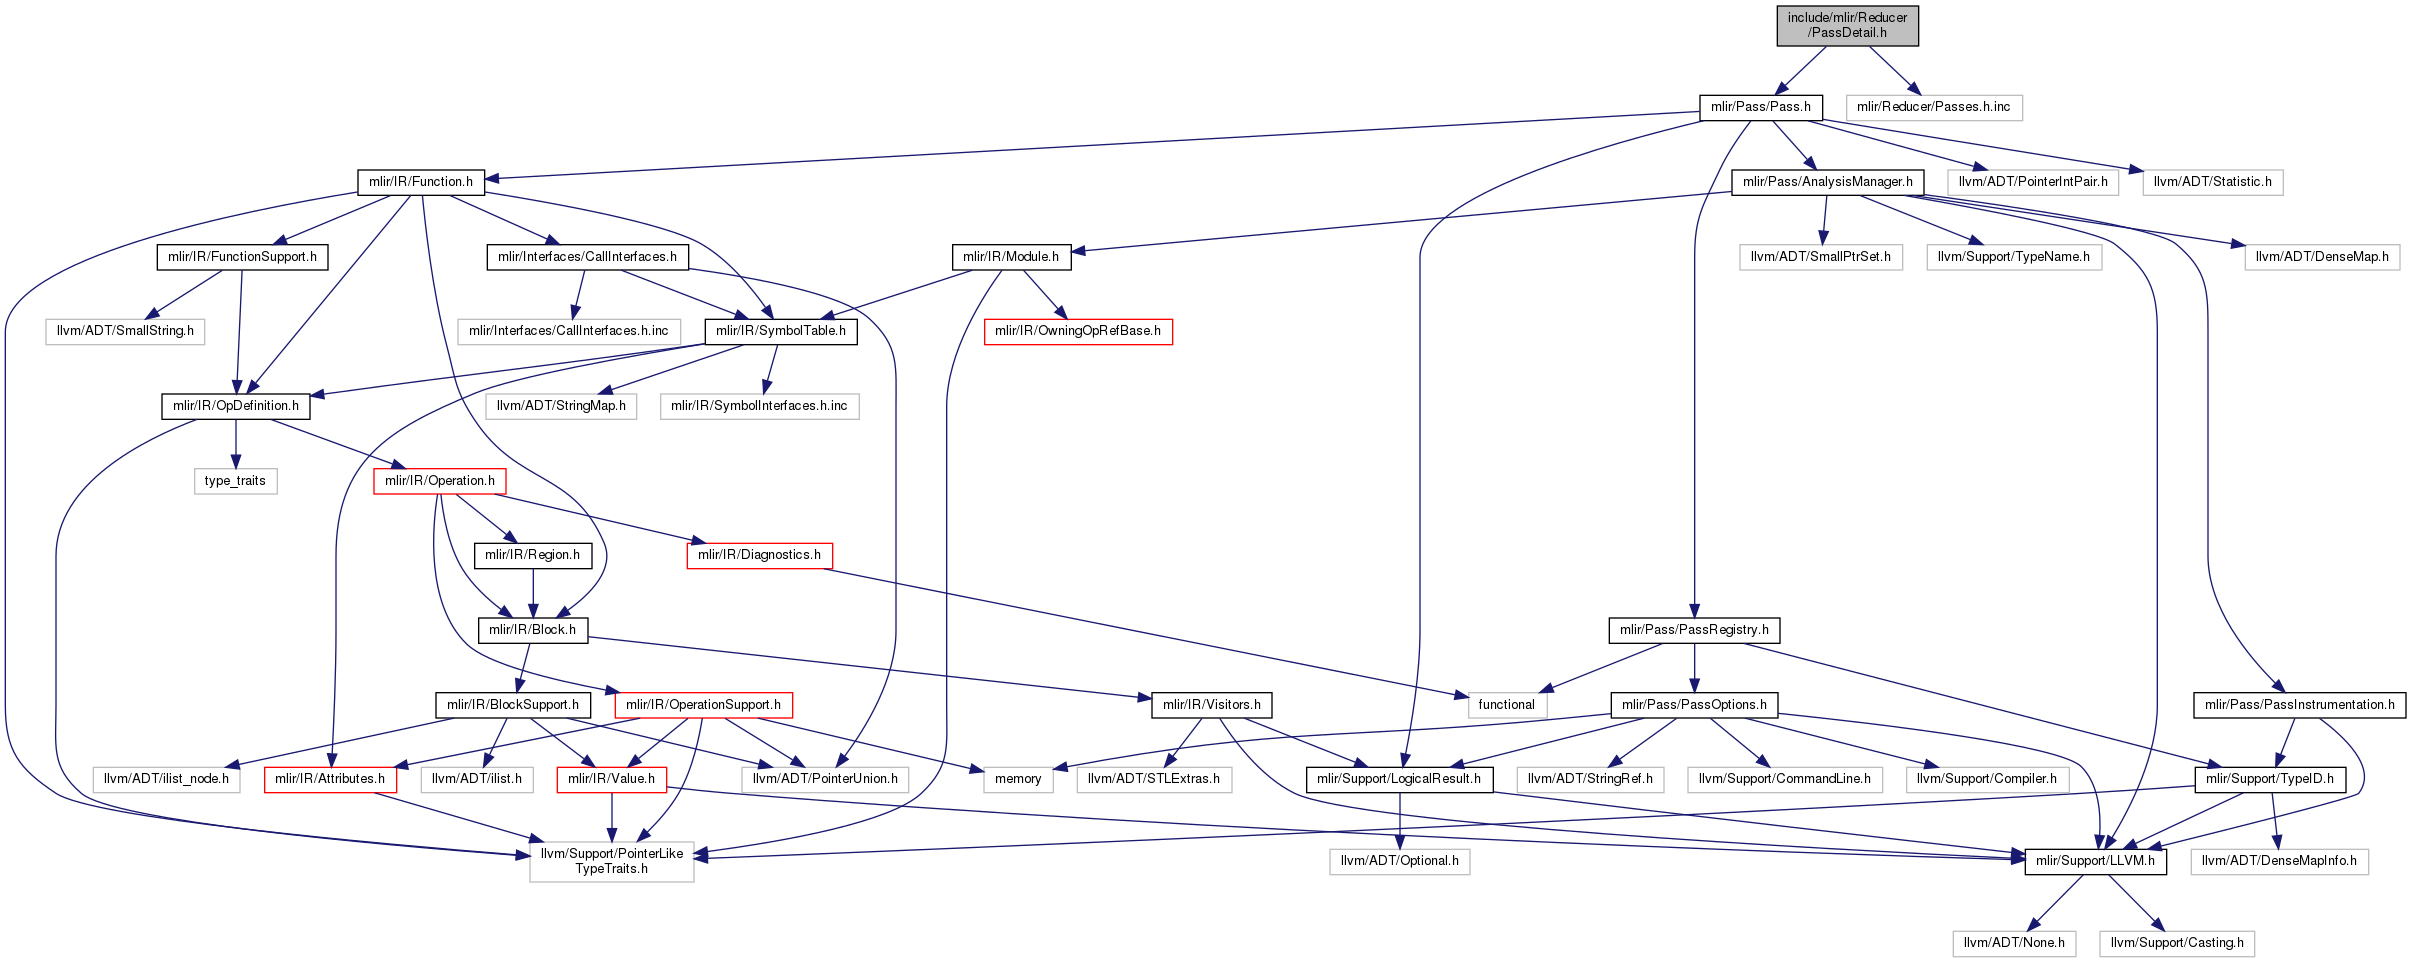 include/mlir/Reducer
/PassDetail.h
mlir/Pass/Pass.h
mlir/Reducer/Passes.h.inc
mlir/IR/Function.h
mlir/Pass/AnalysisManager.h
llvm/ADT/PointerIntPair.h
llvm/ADT/Statistic.h
mlir/IR/FunctionSupport.h
mlir/Interfaces/CallInterfaces.h
mlir/IR/Module.h
llvm/ADT/SmallPtrSet.h
llvm/Support/TypeName.h
llvm/ADT/DenseMap.h
llvm/ADT/SmallString.h
mlir/Interfaces/CallInterfaces.h.inc
mlir/IR/SymbolTable.h
mlir/IR/OwningOpRefBase.h
mlir/IR/OpDefinition.h
llvm/ADT/StringMap.h
mlir/IR/SymbolInterfaces.h.inc
type_traits
mlir/IR/Operation.h
mlir/IR/Region.h
mlir/IR/Diagnostics.h
mlir/IR/Block.h
mlir/Pass/PassRegistry.h
mlir/IR/BlockSupport.h
mlir/IR/OperationSupport.h
mlir/IR/Visitors.h
functional
mlir/Pass/PassOptions.h
mlir/Pass/PassInstrumentation.h
llvm/ADT/ilist_node.h
mlir/IR/Attributes.h
llvm/ADT/ilist.h
mlir/IR/Value.h
llvm/ADT/PointerUnion.h
memory
llvm/ADT/STLExtras.h
mlir/Support/LogicalResult.h
llvm/ADT/StringRef.h
llvm/Support/CommandLine.h
llvm/Support/Compiler.h
mlir/Support/TypeID.h
llvm/Support/PointerLike
TypeTraits.h
llvm/ADT/Optional.h
mlir/Support/LLVM.h
llvm/ADT/DenseMapInfo.h
llvm/ADT/None.h
llvm/Support/Casting.h